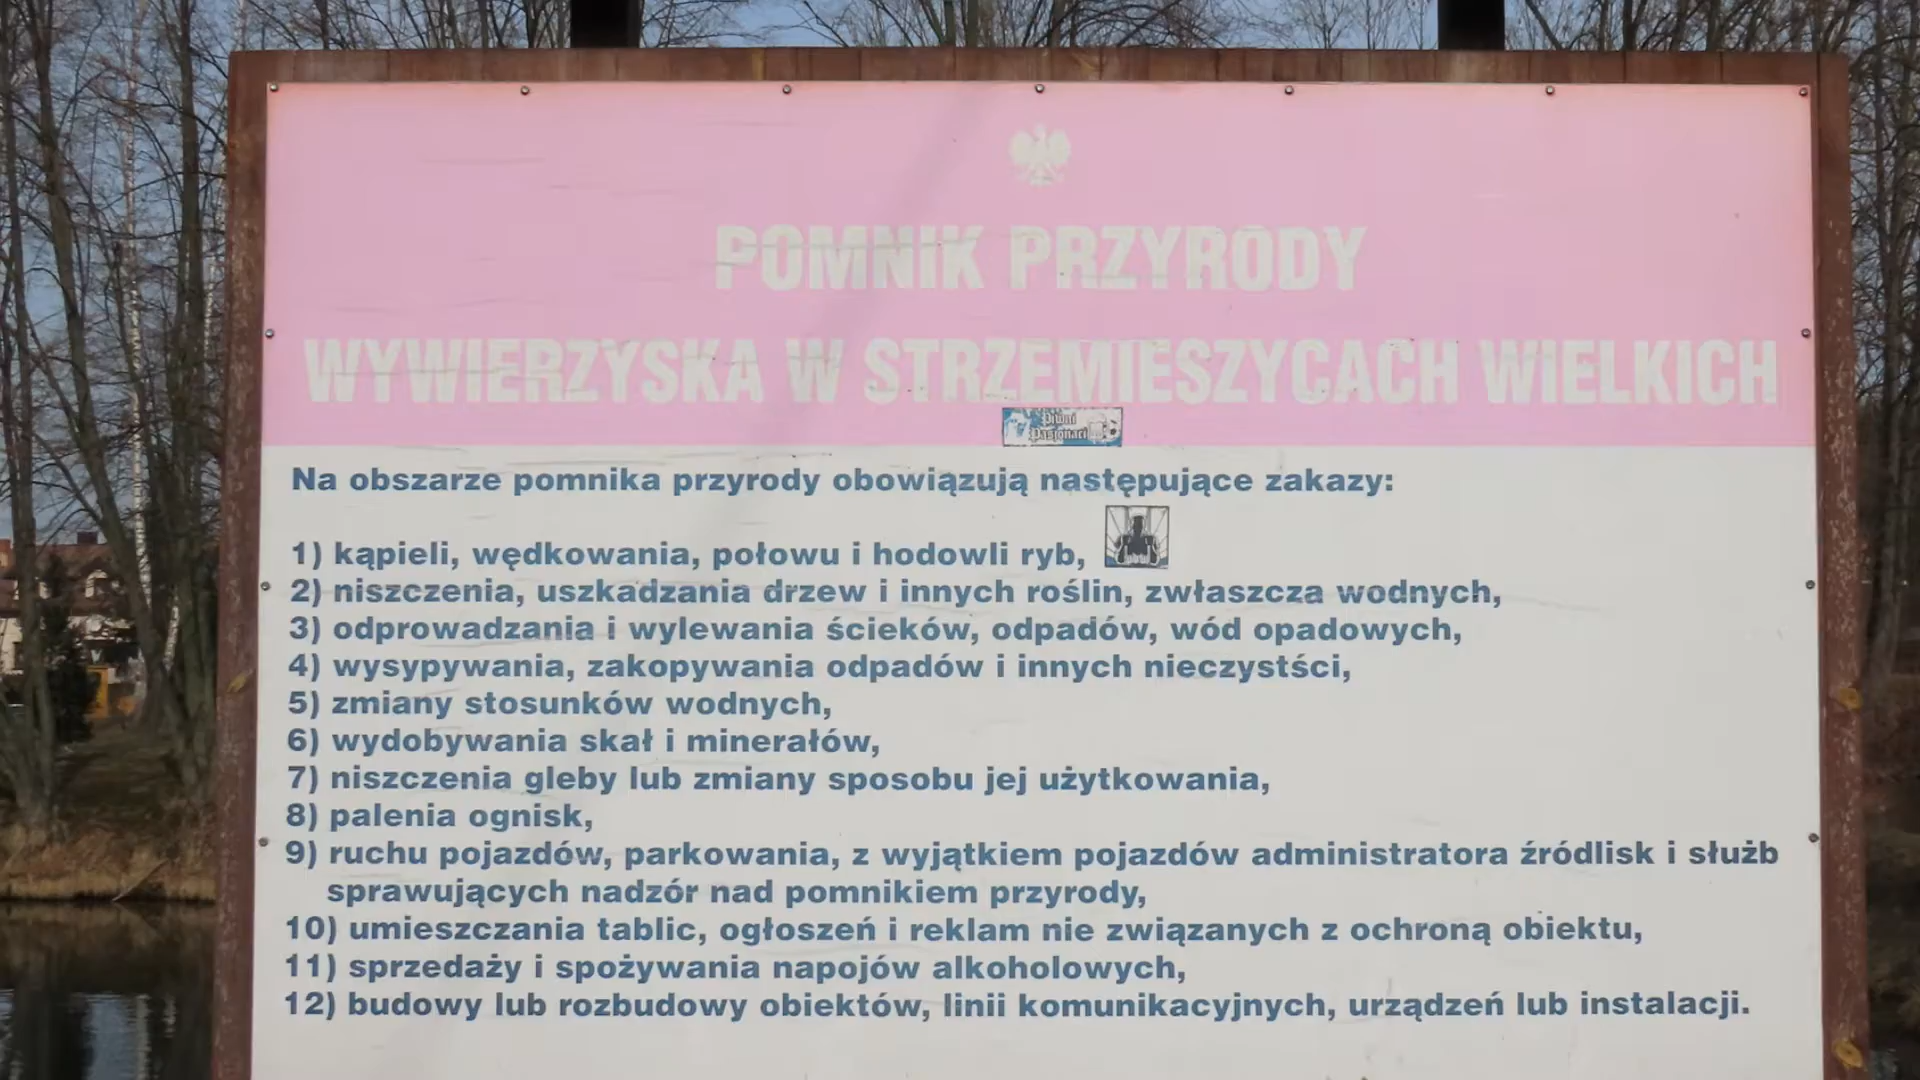 POMNIK PRZYRODY
WYWIERZYSKA W STRZEMIESZYCACH WIELKICH
Piwni
Pasjonaci
Na obszarze pomnika przyrody obowiązują następujące zakazy:
1) kąpieli, wędkowania, połowu i hodowli ryb,
2) niszczenia, uszkadzania drzew i innych roślin, zwłaszcza wodnych,
3) odprowadzania i wylewania ścieków, odpadów, wód opadowych,
4) wysypywania, zakopywania odpadów i innych nieczystści,
5) zmiany stosunków wodnych,
6) wydobywania skał i minerałów,
7) niszczenia gleby lub zmiany sposobu jej użytkowania,
8) palenia ognisk,
9) ruchu pojazdów, parkowania, z wyjątkiem pojazdów administratora źródlisk i służb
sprawujących nadzór nad pomnikiem przyrody,
10) umieszczania tablic, ogłoszeń i reklam nie związanych z ochroną obiektu,
11) sprzedaży i spożywania napojów alkoholowych,
12) budowy lub rozbudowy obiektów, linii komunikacyjnych, urządzeń lub instalacji.